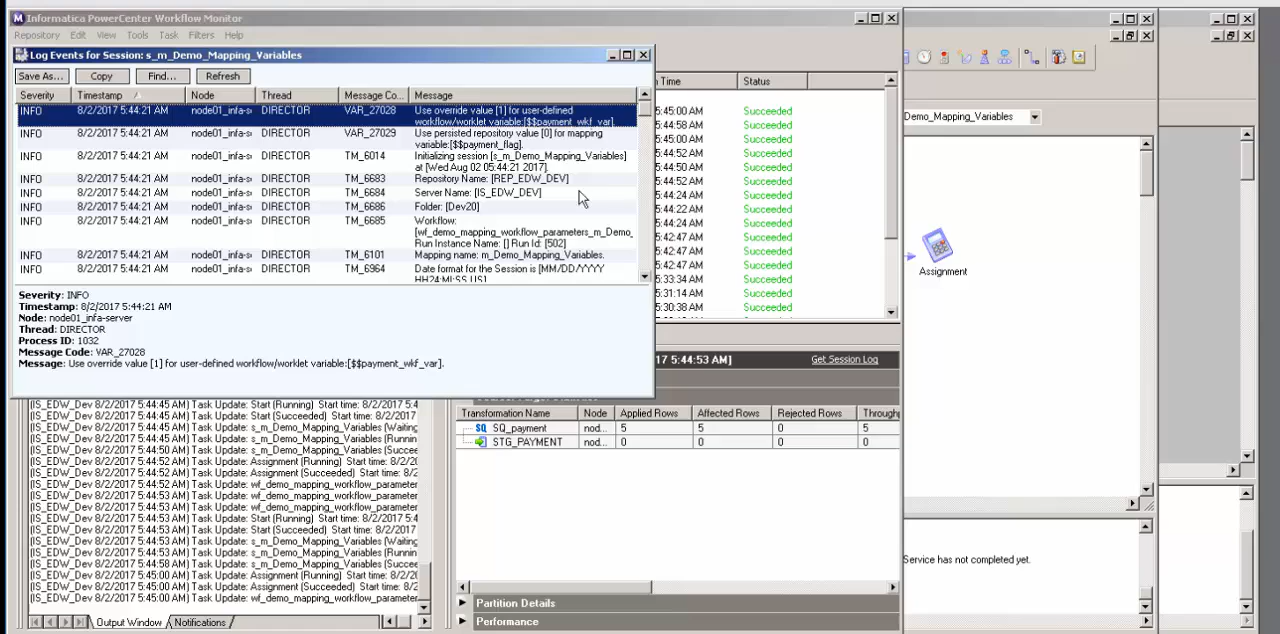 Informatica PowerCenter Workflow Monitor
Repository Edit View Tools Task Filters Help
Log Events for Session: s_m_Demo_Mapping_Variables
Save As... Copy Find... Refresh
Severity Timestamp Node Thread Message Co... Message
INFO 8/2/2017 5:44:21 AM node01_infa-s DIRECTOR VAR_27028 Use override value [1] for user-defined
workflow/worklet variable:[$$payment_wkf_var].
INFO 8/2/2017 5:44:21 AM node01_infa-s DIRECTOR VAR_27029 Use persisted repository value [0] for mapping
variable:[$$payment_flag].
INFO 8/2/2017 5:44:21 AM node01_infa-s DIRECTOR TM_6014 Initializing session [s_m_Demo_Mapping_Variables]
at [Wed Aug 02 05:44:21 2017].
INFO 8/2/2017 5:44:21 AM node01_infa-s DIRECTOR TM_6683 Repository Name: [REP_EDW_DEV]
INFO 8/2/2017 5:44:21 AM node01_infa-s DIRECTOR TM_6684 Server Name: [IS_EDW_DEV]
INFO 8/2/2017 5:44:21 AM node01_infa-s DIRECTOR TM_6686 Folder: [Dev20]
INFO 8/2/2017 5:44:21 AM node01_infa-s DIRECTOR TM_6685 Workflow:
[wf_demo_mapping_workflow_parameters_m_Demo_
Run Instance Name: [] Run Id: [502]
INFO 8/2/2017 5:44:21 AM node01_infa-s DIRECTOR TM_6101 Mapping name: m_Demo_Mapping_Variables.
INFO 8/2/2017 5:44:21 AM node01_infa-s DIRECTOR TM_6964 Date format for the Session is [MM/DD/YYYY
HH24:MI:SS.US]
Severity: INFO
Timestamp: 8/2/2017 5:44:21 AM
Node: node01_infa-server
Thread: DIRECTOR
Process ID: 1032
Message Code: VAR_27028
Message: Use override value [1] for user-defined workflow/worklet variable:[$$payment_wkf_var].
Time Status
5:45:00 AM Succeeded
5:44:58 AM Succeeded
5:45:00 AM Succeeded
5:44:52 AM Succeeded
5:44:50 AM Succeeded
5:44:52 AM Succeeded
5:44:24 AM Succeeded
5:44:22 AM Succeeded
5:44:24 AM Succeeded
5:42:47 AM Succeeded
5:42:47 AM Succeeded
5:42:47 AM Succeeded
5:33:34 AM Succeeded
5:31:14 AM Succeeded
5:30:38 AM Succeeded
17 5:44:53 AM] Get Session Log
Transformation Name Node Applied Rows Affected Rows Rejected Rows Throughp
SQ_payment nod... 5 5 0 5
STG_PAYMENT nod... 0 0 0 0
Partition Details
Performance
(IS_EDW_Dev 8/2/2017 5:44:45 AM) Task Update: Start (Running) Start time: 8/2/2017 5:4
(IS_EDW_Dev 8/2/2017 5:44:45 AM) Task Update: Start (Succeeded) Start time: 8/2/2017
(IS_EDW_Dev 8/2/2017 5:44:45 AM) Task Update: s_m_Demo_Mapping_Variables (Waiting
(IS_EDW_Dev 8/2/2017 5:44:45 AM) Task Update: s_m_Demo_Mapping_Variables (Runnin
(IS_EDW_Dev 8/2/2017 5:44:50 AM) Task Update: s_m_Demo_Mapping_Variables (Succee
(IS_EDW_Dev 8/2/2017 5:44:52 AM) Task Update: Assignment (Running) Start time: 8/2/20
(IS_EDW_Dev 8/2/2017 5:44:52 AM) Task Update: Assignment (Succeeded) Start time: 8/2
(IS_EDW_Dev 8/2/2017 5:44:52 AM) Task Update: wf_demo_mapping_workflow_parameter
(IS_EDW_Dev 8/2/2017 5:44:53 AM) Task Update: wf_demo_mapping_workflow_parameter
(IS_EDW_Dev 8/2/2017 5:44:53 AM) Task Update: wf_demo_mapping_workflow_parameter
(IS_EDW_Dev 8/2/2017 5:44:53 AM) Task Update: Start (Running) Start time: 8/2/2017 5:4
(IS_EDW_Dev 8/2/2017 5:44:53 AM) Task Update: Start (Succeeded) Start time: 8/2/2017
(IS_EDW_Dev 8/2/2017 5:44:53 AM) Task Update: s_m_Demo_Mapping_Variables (Waiting
(IS_EDW_Dev 8/2/2017 5:44:53 AM) Task Update: s_m_Demo_Mapping_Variables (Runnin
(IS_EDW_Dev 8/2/2017 5:44:58 AM) Task Update: s_m_Demo_Mapping_Variables (Succee
(IS_EDW_Dev 8/2/2017 5:45:00 AM) Task Update: Assignment (Running) Start time: 8/2/20
(IS_EDW_Dev 8/2/2017 5:45:00 AM) Task Update: Assignment (Succeeded) Start time: 8/2
(IS_EDW_Dev 8/2/2017 5:45:00 AM) Task Update: wf_demo_mapping_workflow_parameter
Output Window Notifications
Demo_Mapping_Variables
Assignment
Service has not completed yet.